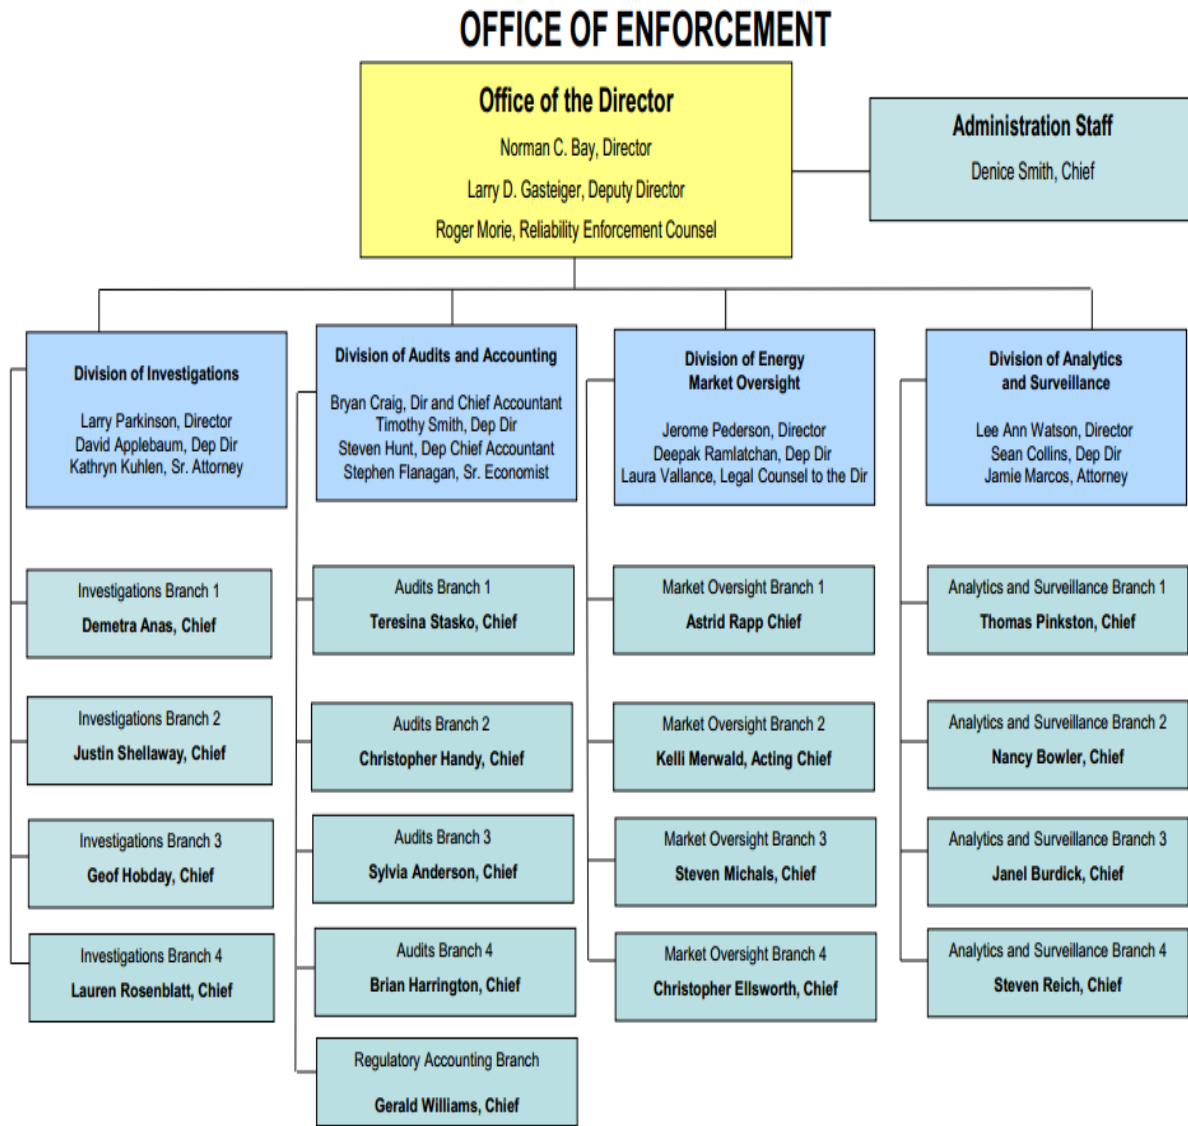 OFFICE OF ENFORCEMENT
Office of the Director
Norman C. Bay, Director
Larry D. Gasteiger, Deputy Director
Roger Morie, Reliability Enforcement Counsel
Administration Staff
Denice Smith, Chief
Division of Investigations
Larry Parkinson, Director
David Applebaum, Dep Dir
Kathryn Kuhlen, Sr. Attorney
Investigations Branch 1
Demetra Anas, Chief
Investigations Branch 2
Justin Shellaway, Chief
Investigations Branch 3
Geof Hobday, Chief
Investigations Branch 4
Lauren Rosenblatt, Chief
Division of Audits and Accounting
Bryan Craig, Dir and Chief Accountant
Timothy Smith, Dep Dir
Steven Hunt, Dep Chief Accountant
Stephen Flanagan, Sr. Economist
Audits Branch 1
Teresina Stasko, Chief
Audits Branch 2
Christopher Handy, Chief
Audits Branch 3
Sylvia Anderson, Chief
Audits Branch 4
Brian Harrington, Chief
Regulatory Accounting Branch
Gerald Williams, Chief
Division of Energy
Market Oversight
Jerome Pederson, Director
Deepak Ramlatchan, Dep Dir
Laura Vallance, Legal Counsel to the Dir
Market Oversight Branch 1
Astrid Rapp Chief
Market Oversight Branch 2
Kelli Merwald, Acting Chief
Market Oversight Branch 3
Steven Michals, Chief
Market Oversight Branch 4
Christopher Ellsworth, Chief
Division of Analytics
and Surveillance
Lee Ann Watson, Director
Sean Collins, Dep Dir
Jamie Marcos, Attorney
Analytics and Surveillance Branch 1
Thomas Pinkston, Chief
Analytics and Surveillance Branch 2
Nancy Bowler, Chief
Analytics and Surveillance Branch 3
Janel Burdick, Chief
Analytics and Surveillance Branch 4
Steven Reich, Chief